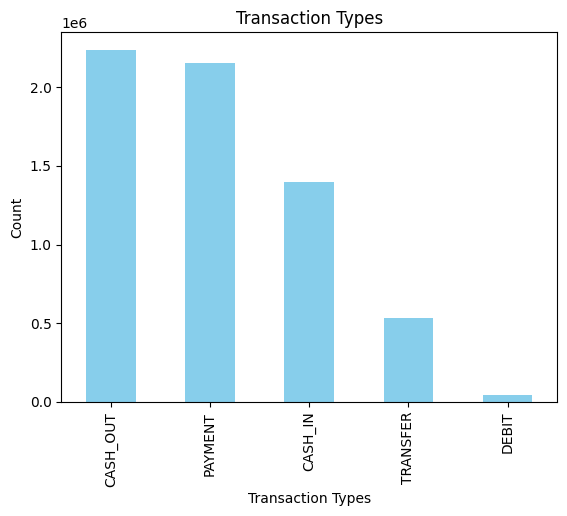 Transaction Types
1e6
2.0
1.5
1.0
0.5
0.0
Count
CASH_OUT
PAYMENT
CASH_IN
TRANSFER
DEBIT
Transaction Types